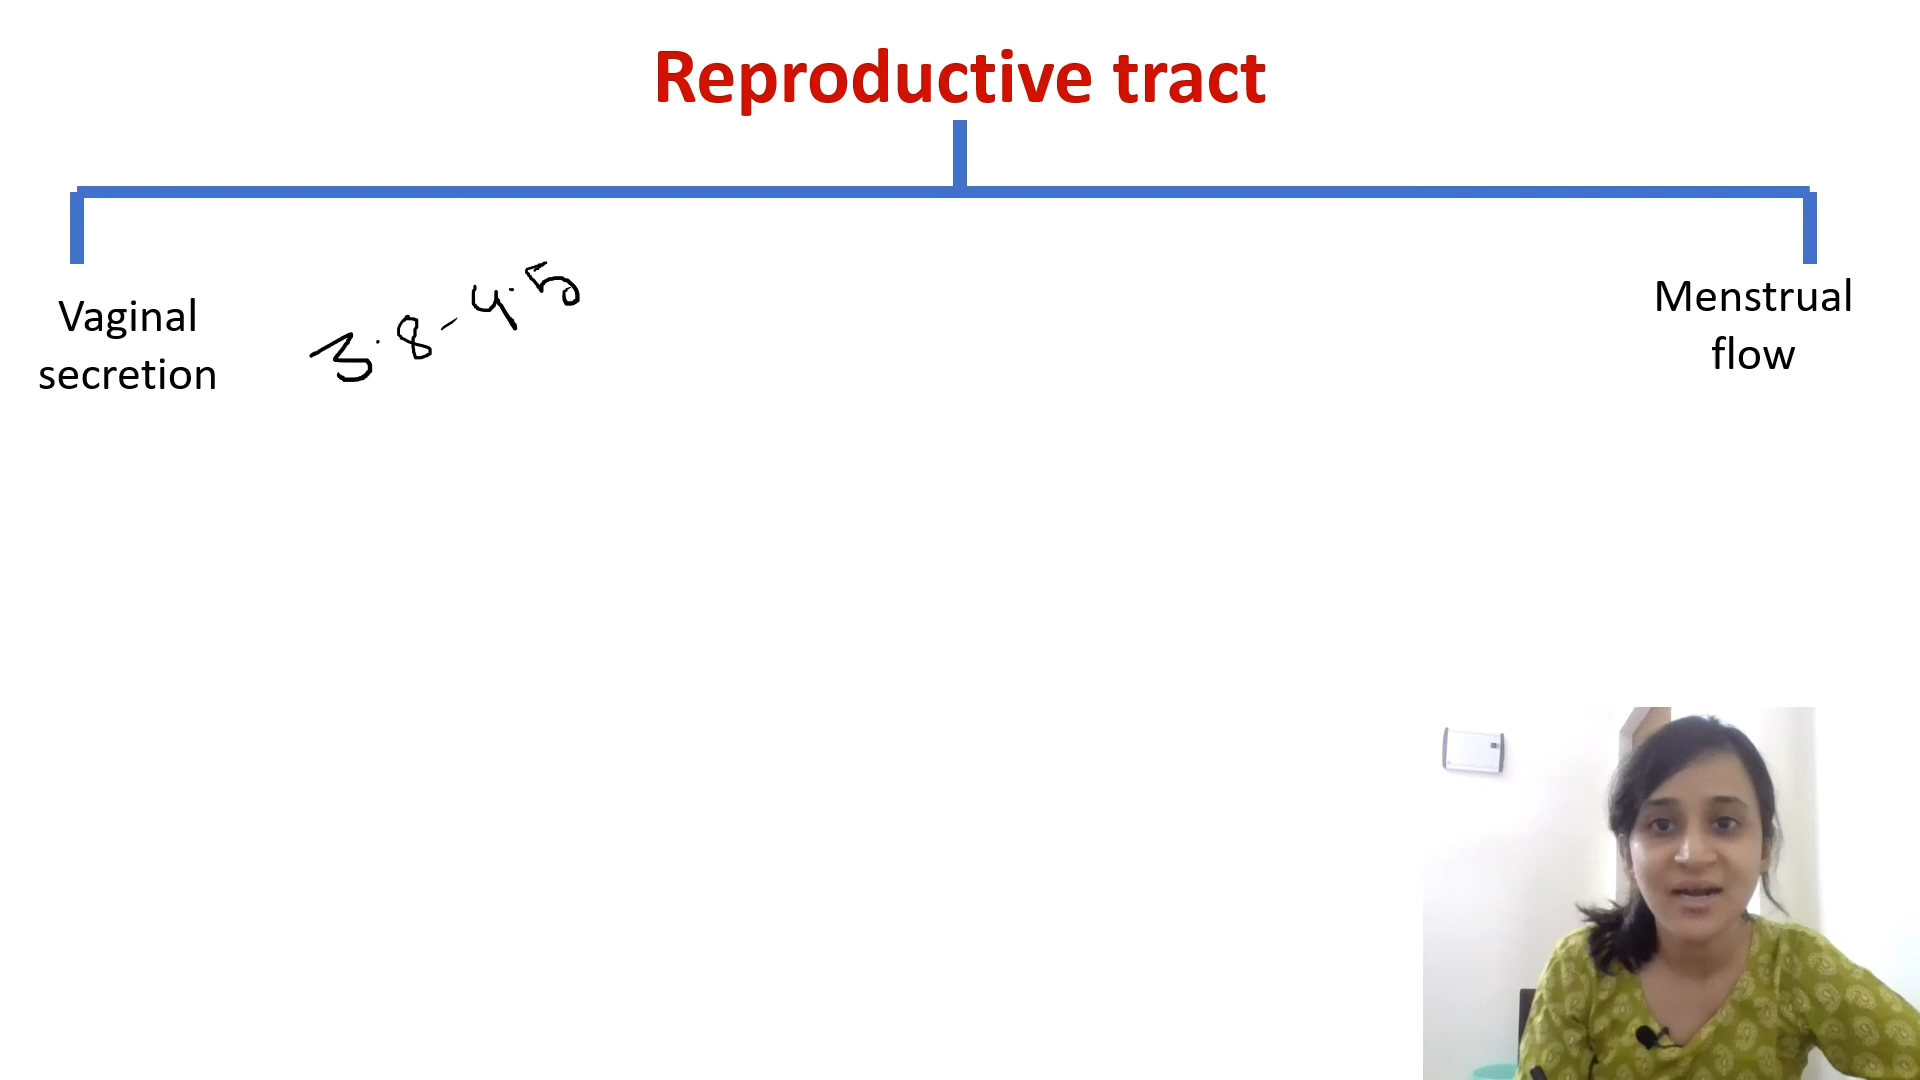 Reproductive tract
Vaginal
secretion
3.8-4.5
Menstrual
flow